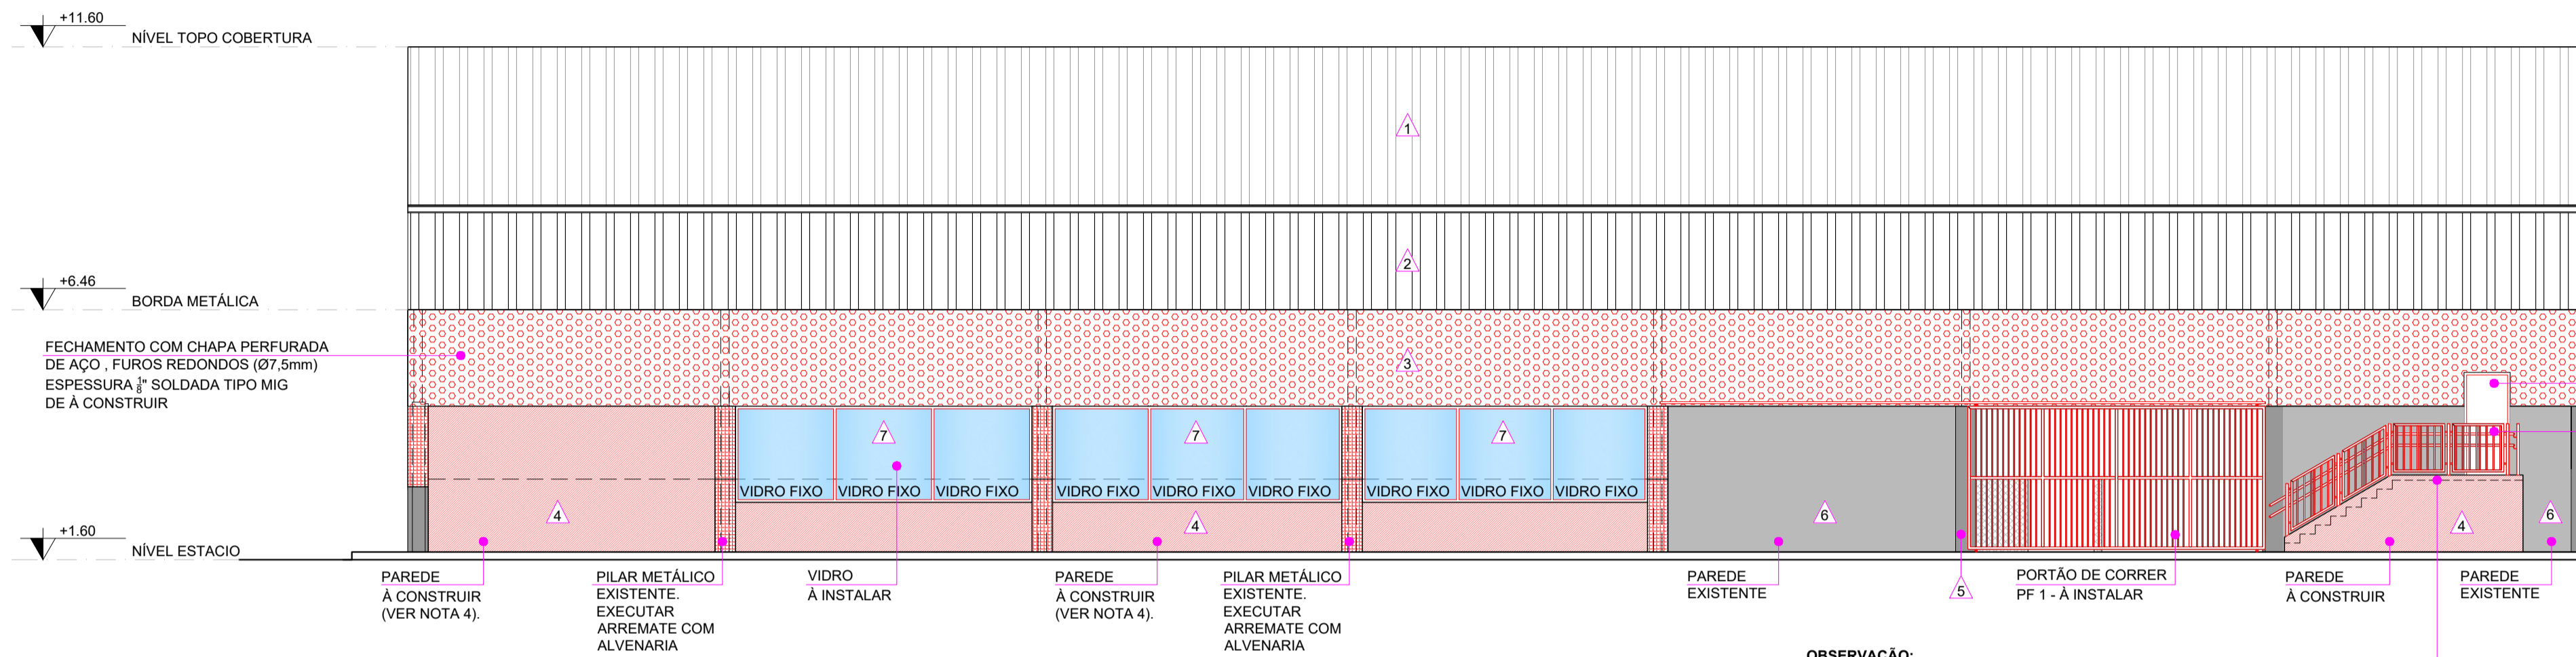 +11.60
NÍVEL TOPO COBERTURA
1
2
+6.46
BORDA METÁLICA
FECHAMENTO COM CHAPA PERFURADA
DE AÇO , FUROS REDONDOS (Ø7,5mm)
ESPESSURA ⅛" SOLDADA TIPO MIG
DE À CONSTRUIR
3
7
7
7
VIDRO FIXO VIDRO FIXO VIDRO FIXO
VIDRO FIXO VIDRO FIXO VIDRO FIXO
VIDRO FIXO VIDRO FIXO VIDRO FIXO
4
4
6
4
6
+1.60
NÍVEL ESTACIO
PAREDE
À CONSTRUIR
(VER NOTA 4).
PILAR METÁLICO
EXISTENTE.
EXECUTAR
ARREMATE COM
ALVENARIA
VIDRO
À INSTALAR
PAREDE
À CONSTRUIR
(VER NOTA 4).
PILAR METÁLICO
EXISTENTE.
EXECUTAR
ARREMATE COM
ALVENARIA
PAREDE
EXISTENTE
5
PORTÃO DE CORRER
PF 1 - À INSTALAR
PAREDE
À CONSTRUIR
PAREDE
EXISTENTE
OBSERVAÇÃO: